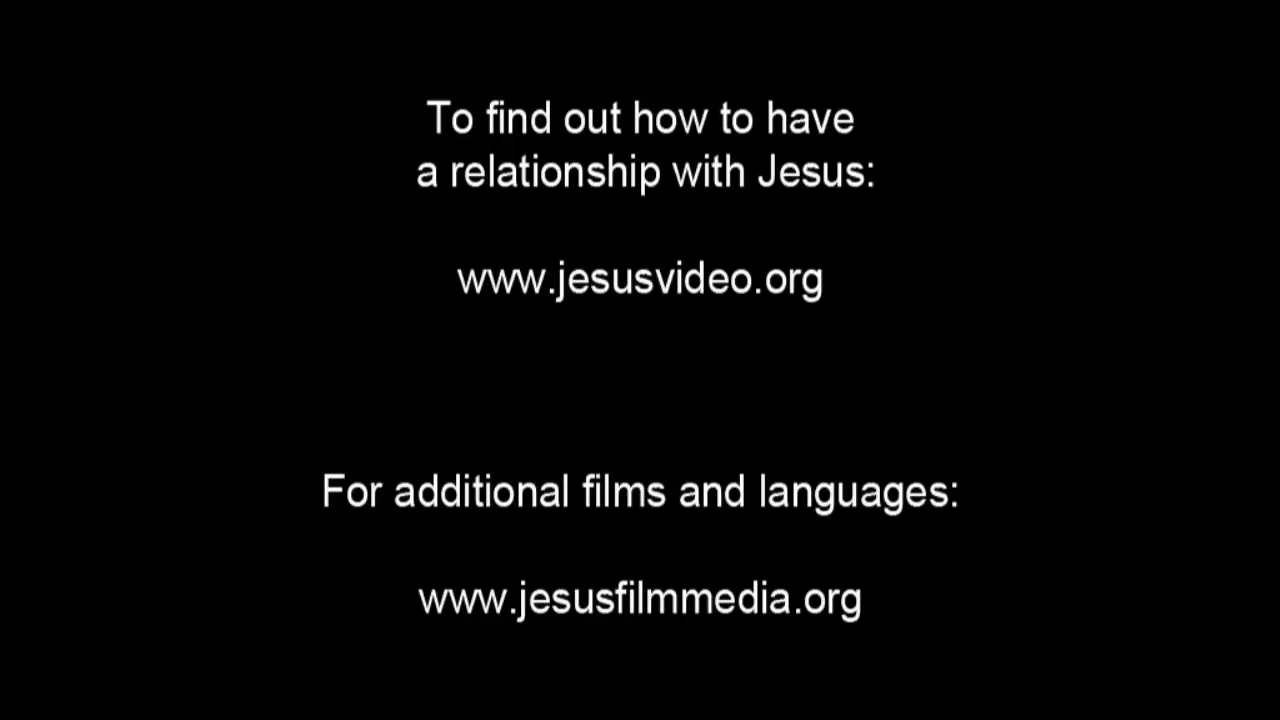 To find out how to have
a relationship with Jesus:
www.jesusvideo.org
For additional films and languages:
www.jesusfilmmedia.org